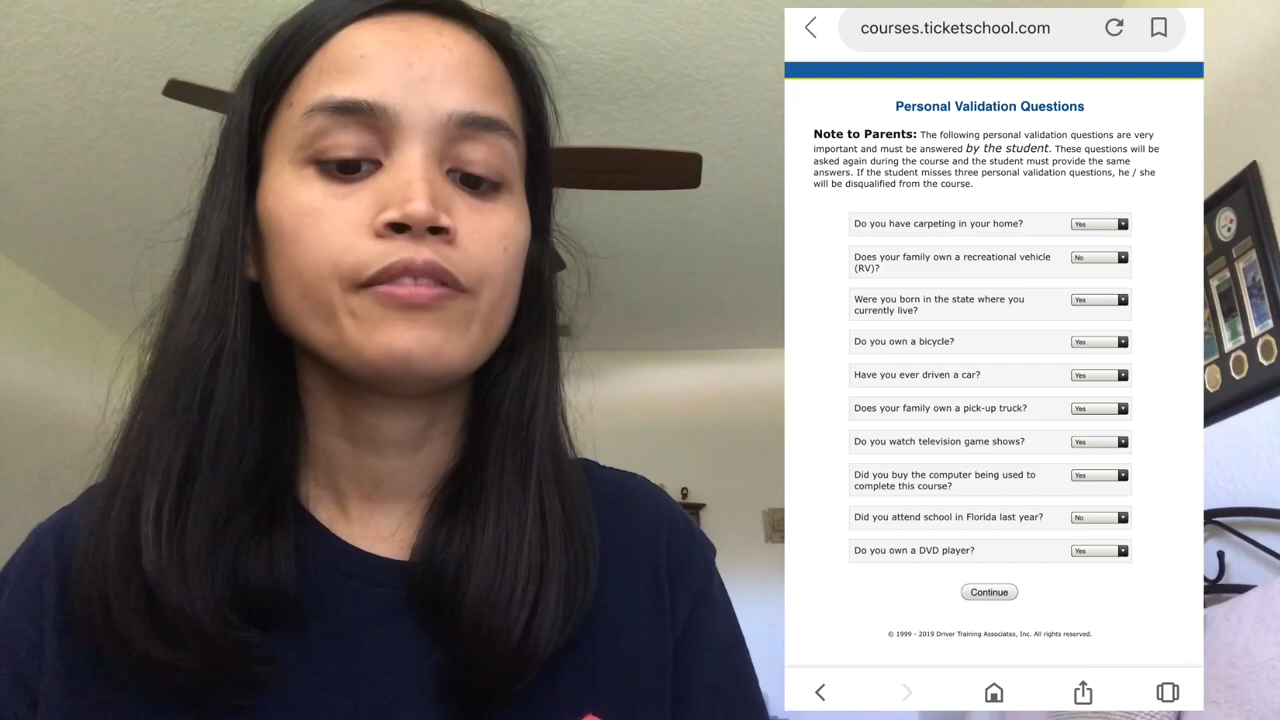 courses.ticketschool.com
Personal Validation Questions
Note to Parents: The following personal validation questions are very
important and must be answered by the student. These questions will be
asked again during the course and the student must provide the same
answers. If the student misses three personal validation questions, he / she
will be disqualified from the course.
Do you have carpeting in your home? Yes
Does your family own a recreational vehicle No
(RV)?
Were you born in the state where you Yes
currently live?
Do you own a bicycle? Yes
Have you ever driven a car? Yes
Does your family own a pick-up truck? Yes
Do you watch television game shows? Yes
Did you buy the computer being used to Yes
complete this course?
Did you attend school in Florida last year? No
Do you own a DVD player? Yes
Continue
© 1999 - 2019 Driver Training Associates, Inc. All rights reserved.